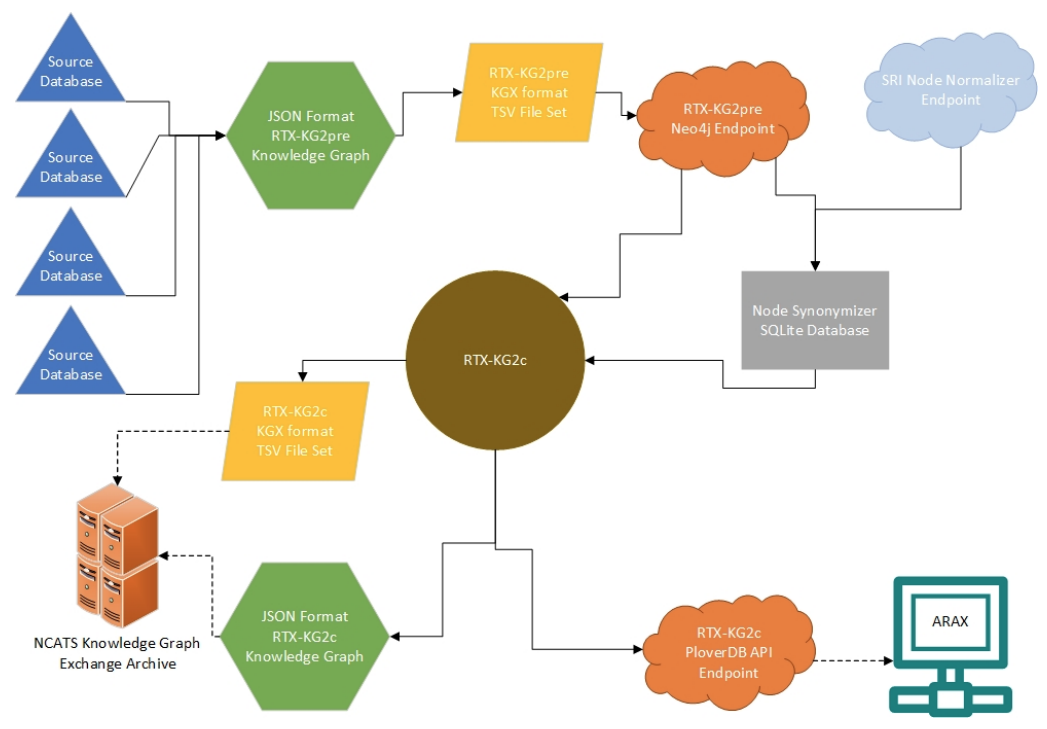 Source
Database
Source
Database
Source
Database
Source
Database
JSON Format
RTX-KG2pre
Knowledge Graph
RTX-KG2pre
KGX format
TSV File Set
RTX-KG2pre
Neo4j Endpoint
SRI Node Normalizer
Endpoint
Node Synonymizer
SQLite Database
RTX-KG2c
RTX-KG2c
KGX format
TSV File Set
NCATS Knowledge Graph
Exchange Archive
JSON Format
RTX-KG2c
Knowledge Graph
RTX-KG2c
PloverDB API
Endpoint
ARAX